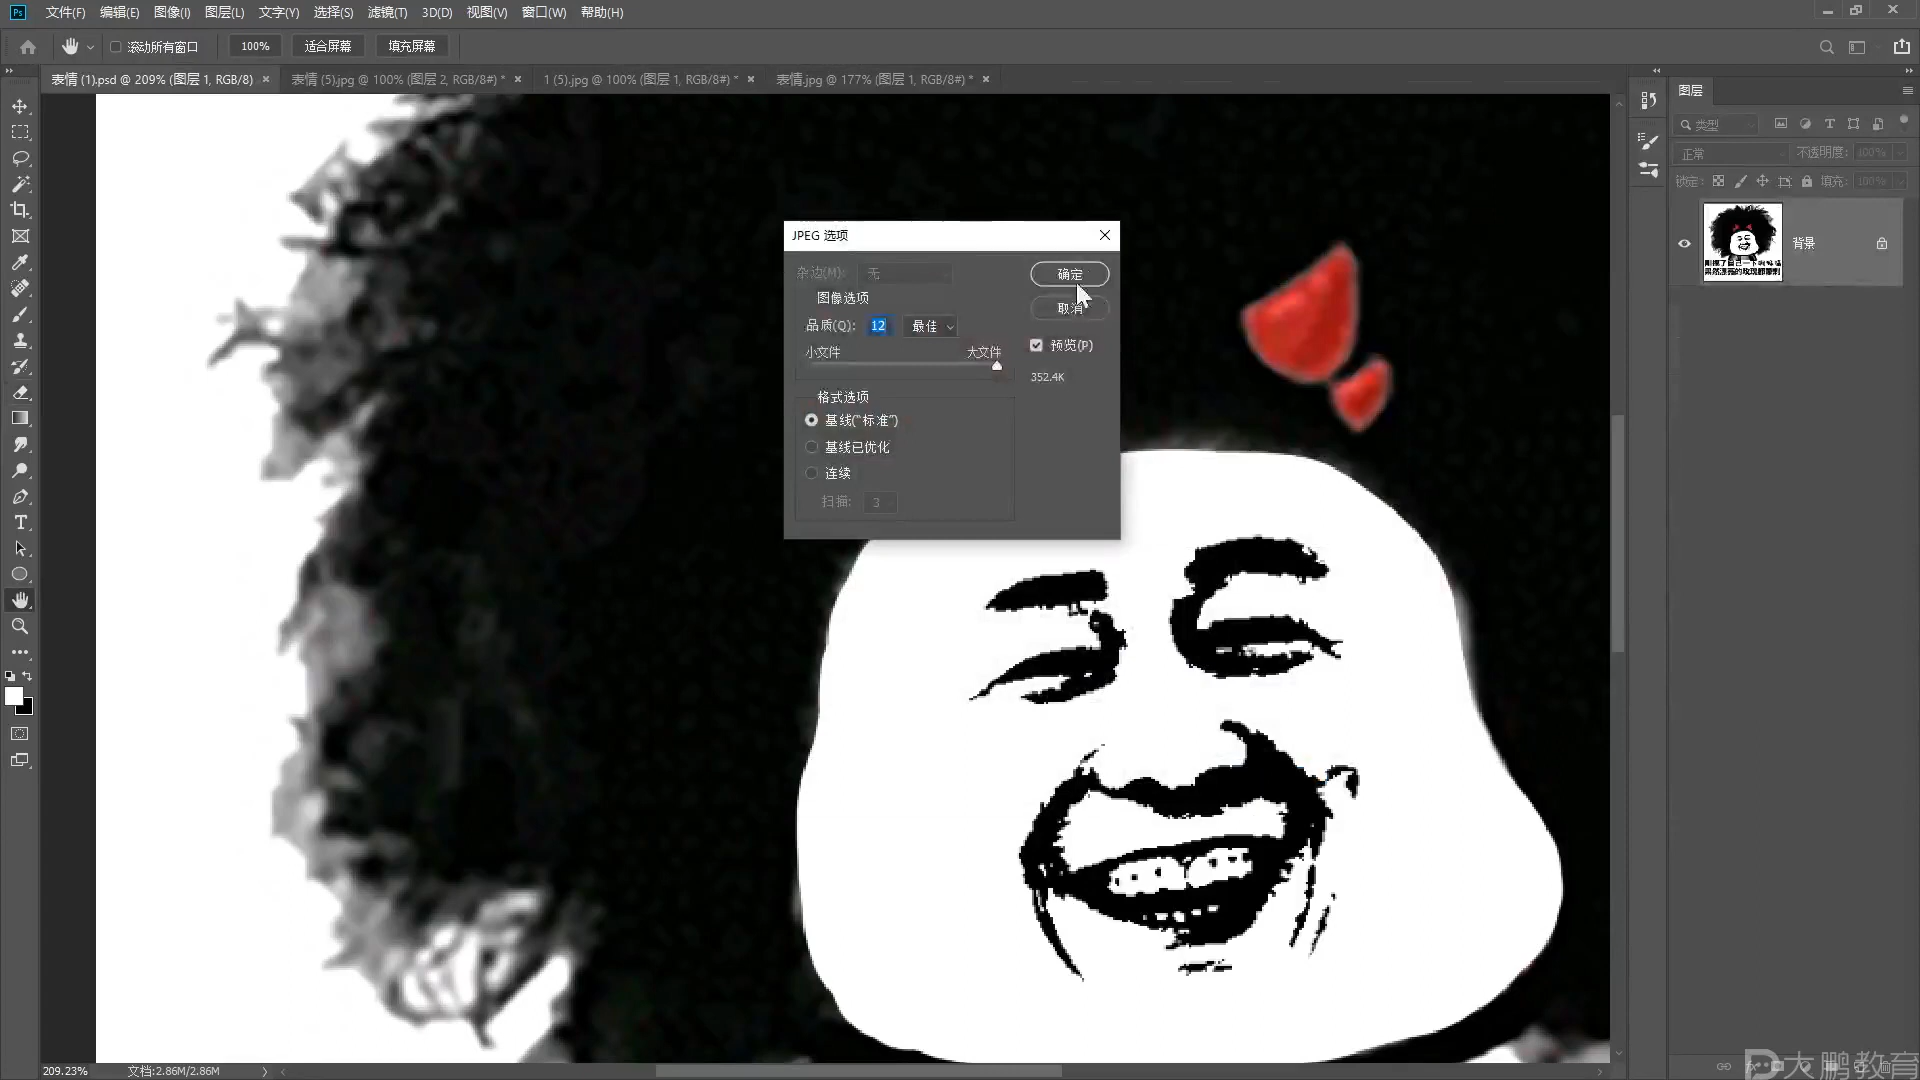 Ps 文件(F) 编辑(E) 图像(I) 图层(L) 文字(Y) 选择(S) 滤镜(T) 3D(D) 视图(V) 窗口(W) 帮助(H)
滚动所有窗口 100% 适合屏幕 填充屏幕
表情 (1).psd @ 209% (图层 1, RGB/8) × 表情 (5).jpg @ 100% (图层 2, RGB/8#) * × 1 (5).jpg @ 100% (图层 1, RGB/8#) * × 表情.jpg @ 177% (图层 1, RGB/8#) * ×
图层
类型
正常 不透明度: 100%
锁定: 填充: 100%
背景
JPEG 选项
杂边(M): 无
确定
图像选项
取消
品质(Q): 12 最佳
预览(P)
小文件 大文件
352.4K
格式选项
基线("标准")
基线已优化
连续
扫描: 3
209.23% 文档:2.86M/2.86M
大鹏教育